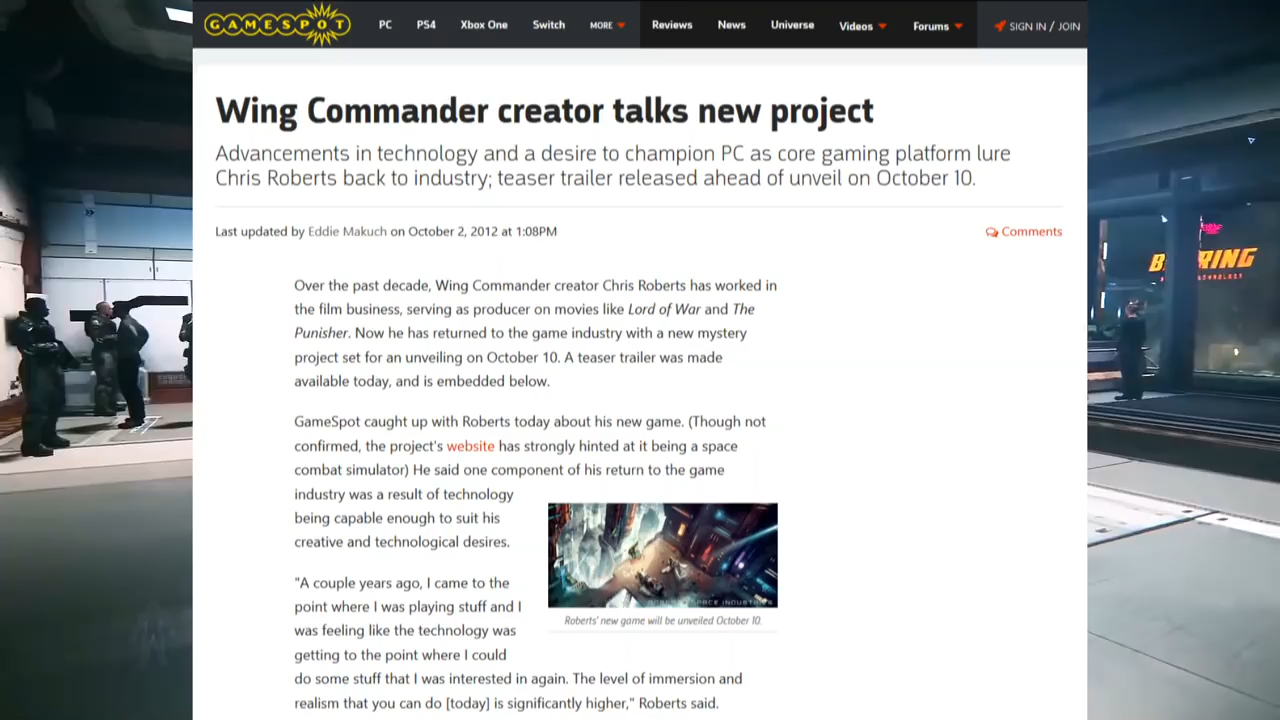 GAMESPOT
PC PS4 Xbox One Switch MORE Reviews News Universe Videos Forums SIGN IN / JOIN
Wing Commander creator talks new project
Advancements in technology and a desire to champion PC as core gaming platform lure
Chris Roberts back to industry; teaser trailer released ahead of unveil on October 10.
Last updated by Eddie Makuch on October 2, 2012 at 1:08PM
Comments
Over the past decade, Wing Commander creator Chris Roberts has worked in
the film business, serving as producer on movies like Lord of War and The
Punisher. Now he has returned to the game industry with a new mystery
project set for an unveiling on October 10. A teaser trailer was made
available today, and is embedded below.
GameSpot caught up with Roberts today about his new game. (Though not
confirmed, the project's website has strongly hinted at it being a space
combat simulator) He said one component of his return to the game
industry was a result of technology
being capable enough to suit his
creative and technological desires.
"A couple years ago, I came to the
point where I was playing stuff and I
was feeling like the technology was
getting to the point where I could
do some stuff that I was interested in again. The level of immersion and
realism that you can do [today] is significantly higher," Roberts said.
SPACE INDUSTRIES
Roberts' new game will be unveiled October 10.